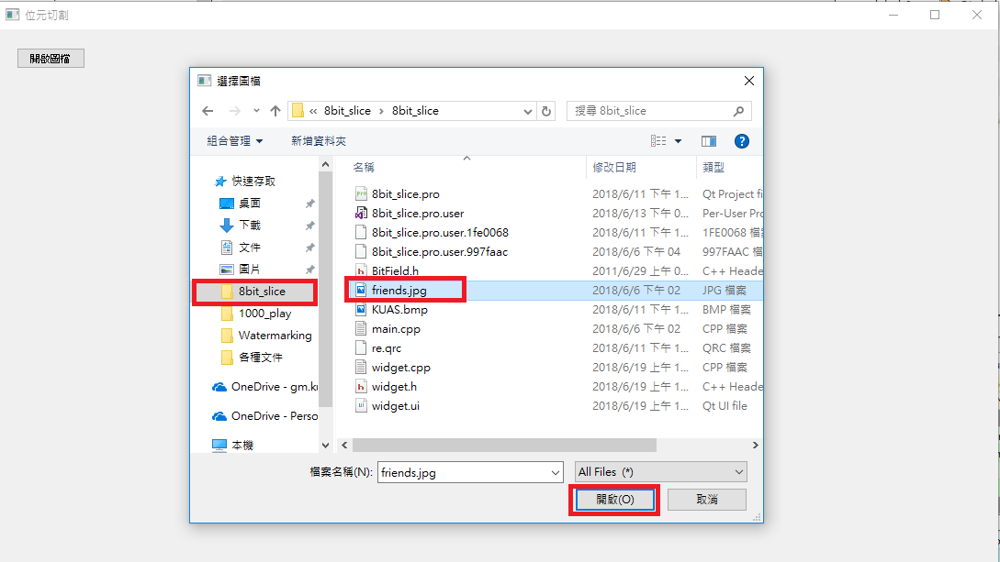 位元切割
開啟圖檔
選擇圖檔
« 8bit_slice › 8bit_slice
搜尋 8bit_slice
組合管理 新增資料夾
快速存取
桌面
下載
文件
圖片
8bit_slice
1000_play
Watermarking
各種文件
OneDrive - gm.k
OneDrive - Perso
本機
名稱 修改日期 類型
8bit_slice.pro 2018/6/11 下午 1... Qt Project fi
8bit_slice.pro.user 2018/6/13 下午 0... Per-User Pro
8bit_slice.pro.user.1fe0068 2018/6/11 下午 1... 1FE0068 檔
8bit_slice.pro.user.997faac 2018/6/6 下午 04 997FAAC 檔
BitField.h 2011/6/29 上午 0... C++ Heade
friends.jpg 2018/6/6 下午 02 JPG 檔案
KUAS.bmp 2018/6/11 下午 1... BMP 檔案
main.cpp 2018/6/6 下午 02 CPP 檔案
re.qrc 2018/6/11 下午 1... QRC 檔案
widget.cpp 2018/6/19 上午 1... CPP 檔案
widget.h 2018/6/19 上午 1... C++ Heade
widget.ui 2018/6/19 上午 1... Qt UI file
檔案名稱(N): friends.jpg All Files (*)
開啟(O) 取消